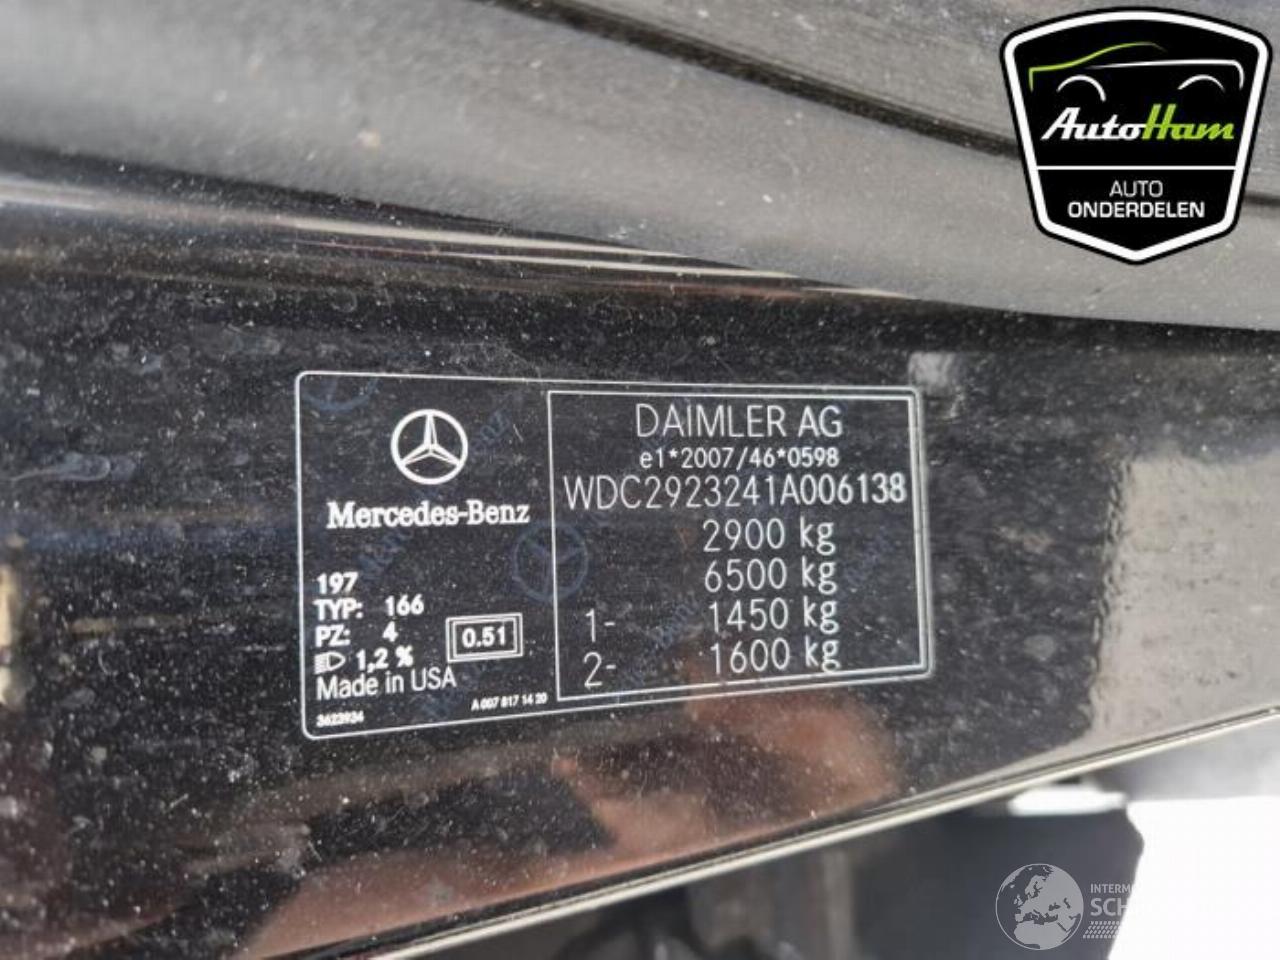 AutoHam
AUTO
ONDERDELEN
Mercedes-Benz
197
TYP: 166
PZ: 4
1,2 %
0.51
Made in USA
3623934
A 007 817 14 20
DAIMLER AG
e1*2007/46*0598
WDC2923241A006138
2900 kg
6500 kg
1- 1450 kg
2- 1600 kg